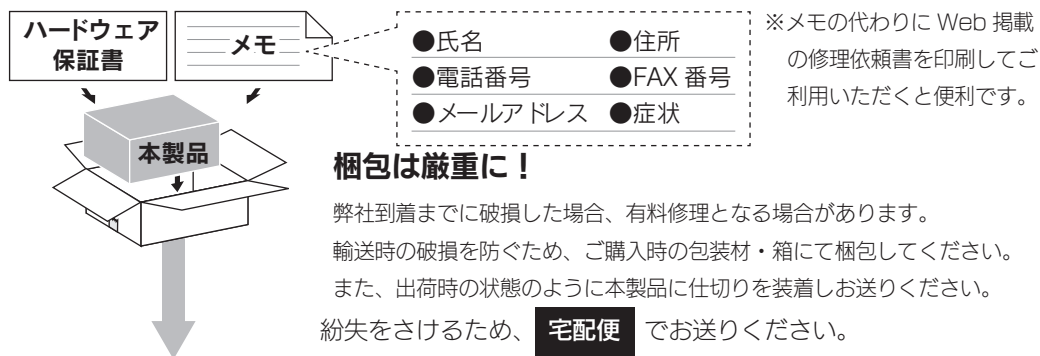 ハードウェア
保証書
メモ
●氏名 ●住所
●電話番号 ●FAX 番号
●メールアドレス ●症状
※メモの代わりに Web 掲載
の修理依頼書を印刷してご
利用いただくと便利です。
本製品
梱包は厳重に！
弊社到着までに破損した場合、有料修理となる場合があります。
輸送時の破損を防ぐため、ご購入時の包装材・箱にて梱包してください。
また、出荷時の状態のように本製品に仕切りを装着しお送りください。
紛失をさけるため、 宅配便 でお送りください。